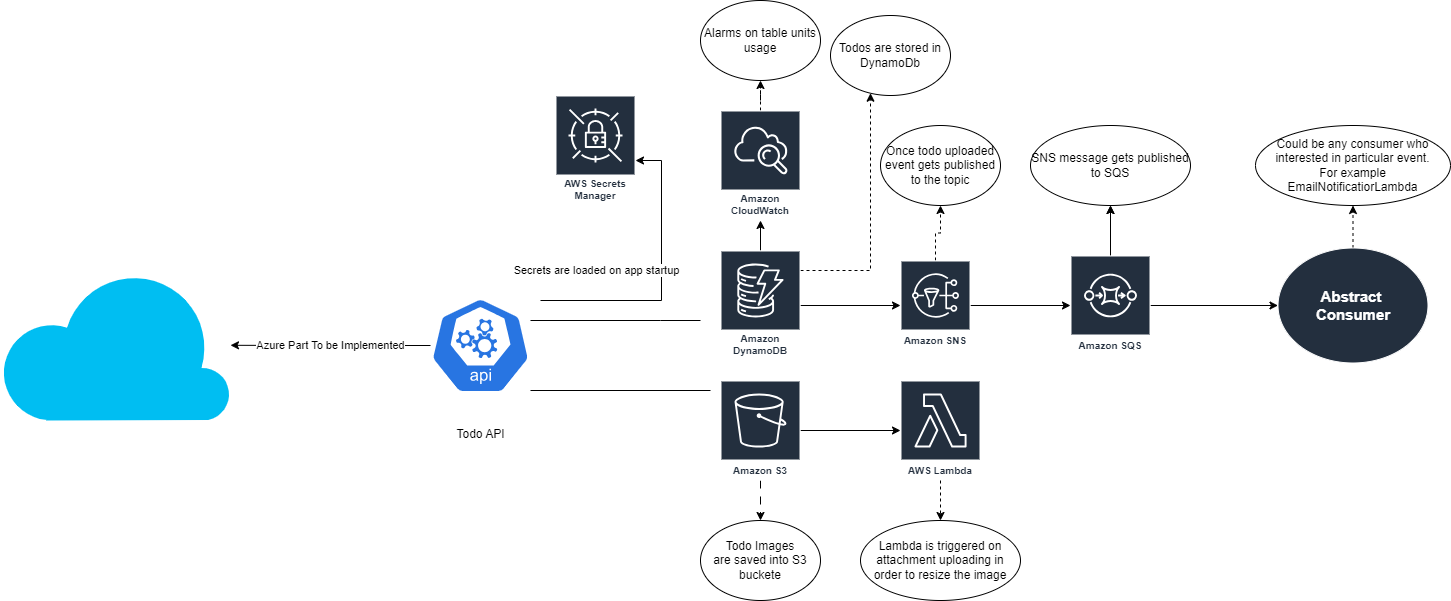 Alarms on table units
usage
Todos are stored in
DynamoDb
AWS Secrets
Manager
Amazon
CloudWatch
Once todo uploaded
event gets published
to the topic
SNS message gets published
to SQS
Could be any consumer who
interested in particular event.
For example
EmailNotificatiorLambda
Secrets are loaded on app startup
Azure Part To be Implemented
api
Todo API
Amazon
DynamoDB
Amazon SNS
Amazon SQS
Abstract
Consumer
Amazon S3
AWS Lambda
Todo Images
are saved into S3
buckete
Lambda is triggered on
attachment uploading in
order to resize the image